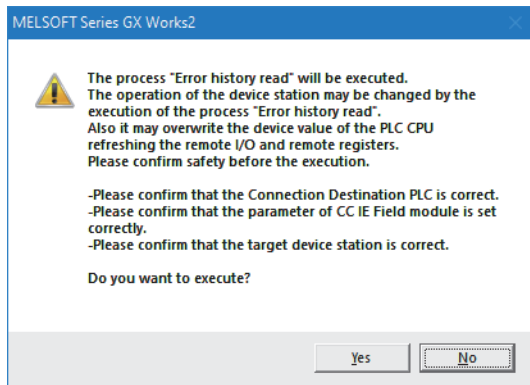 MELSOFT Series GX Works2
The process "Error history read" will be executed.
The operation of the device station may be changed by the
execution of the process "Error history read".
Also it may overwrite the device value of the PLC CPU
refreshing the remote I/O and remote registers.
Please confirm safety before the execution.
-Please confirm that the Connection Destination PLC is correct.
-Please confirm that the parameter of CC IE Field module is set
correctly.
-Please confirm that the target device station is correct.
Do you want to execute?
Yes
No